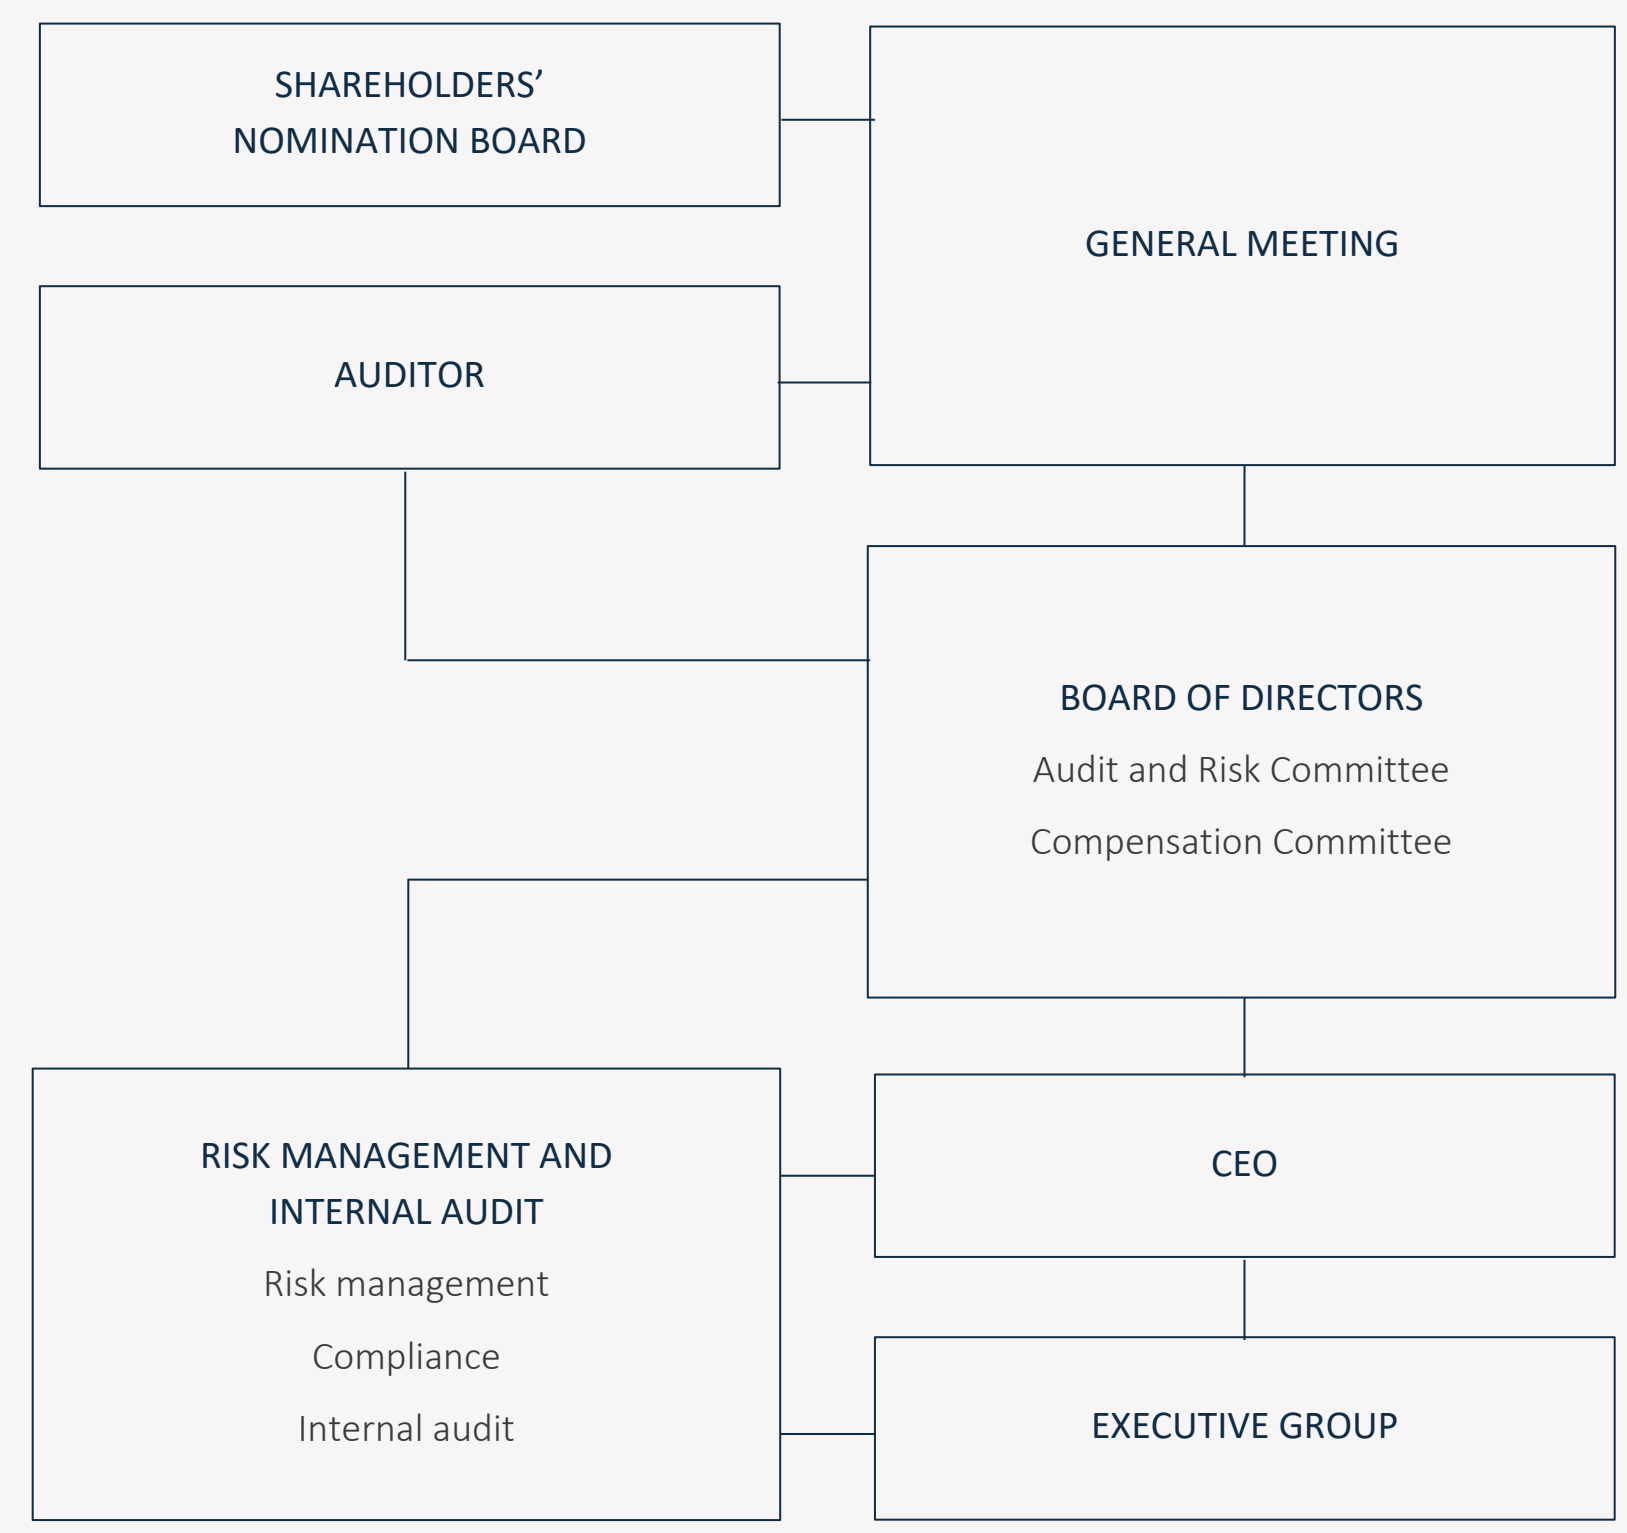 SHAREHOLDERS’
NOMINATION BOARD
GENERAL MEETING
AUDITOR
BOARD OF DIRECTORS
Audit and Risk Committee
Compensation Committee
RISK MANAGEMENT AND
INTERNAL AUDIT
Risk management
Compliance
Internal audit
CEO
EXECUTIVE GROUP